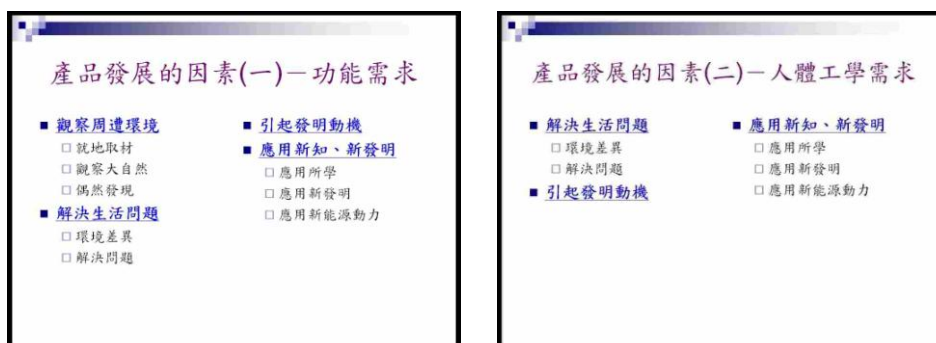 產品發展的因素(一)－功能需求
■ 觀察周遭環境
□ 就地取材
□ 觀察大自然
□ 偶然發現
■ 解決生活問題
□ 環境差異
□ 解決問題
■ 引起發明動機
■ 應用新知、新發明
□ 應用所學
□ 應用新發明
□ 應用新能源動力
產品發展的因素(二)－人體工學需求
■ 解決生活問題
□ 環境差異
□ 解決問題
■ 引起發明動機
■ 應用新知、新發明
□ 應用所學
□ 應用新發明
□ 應用新能源動力